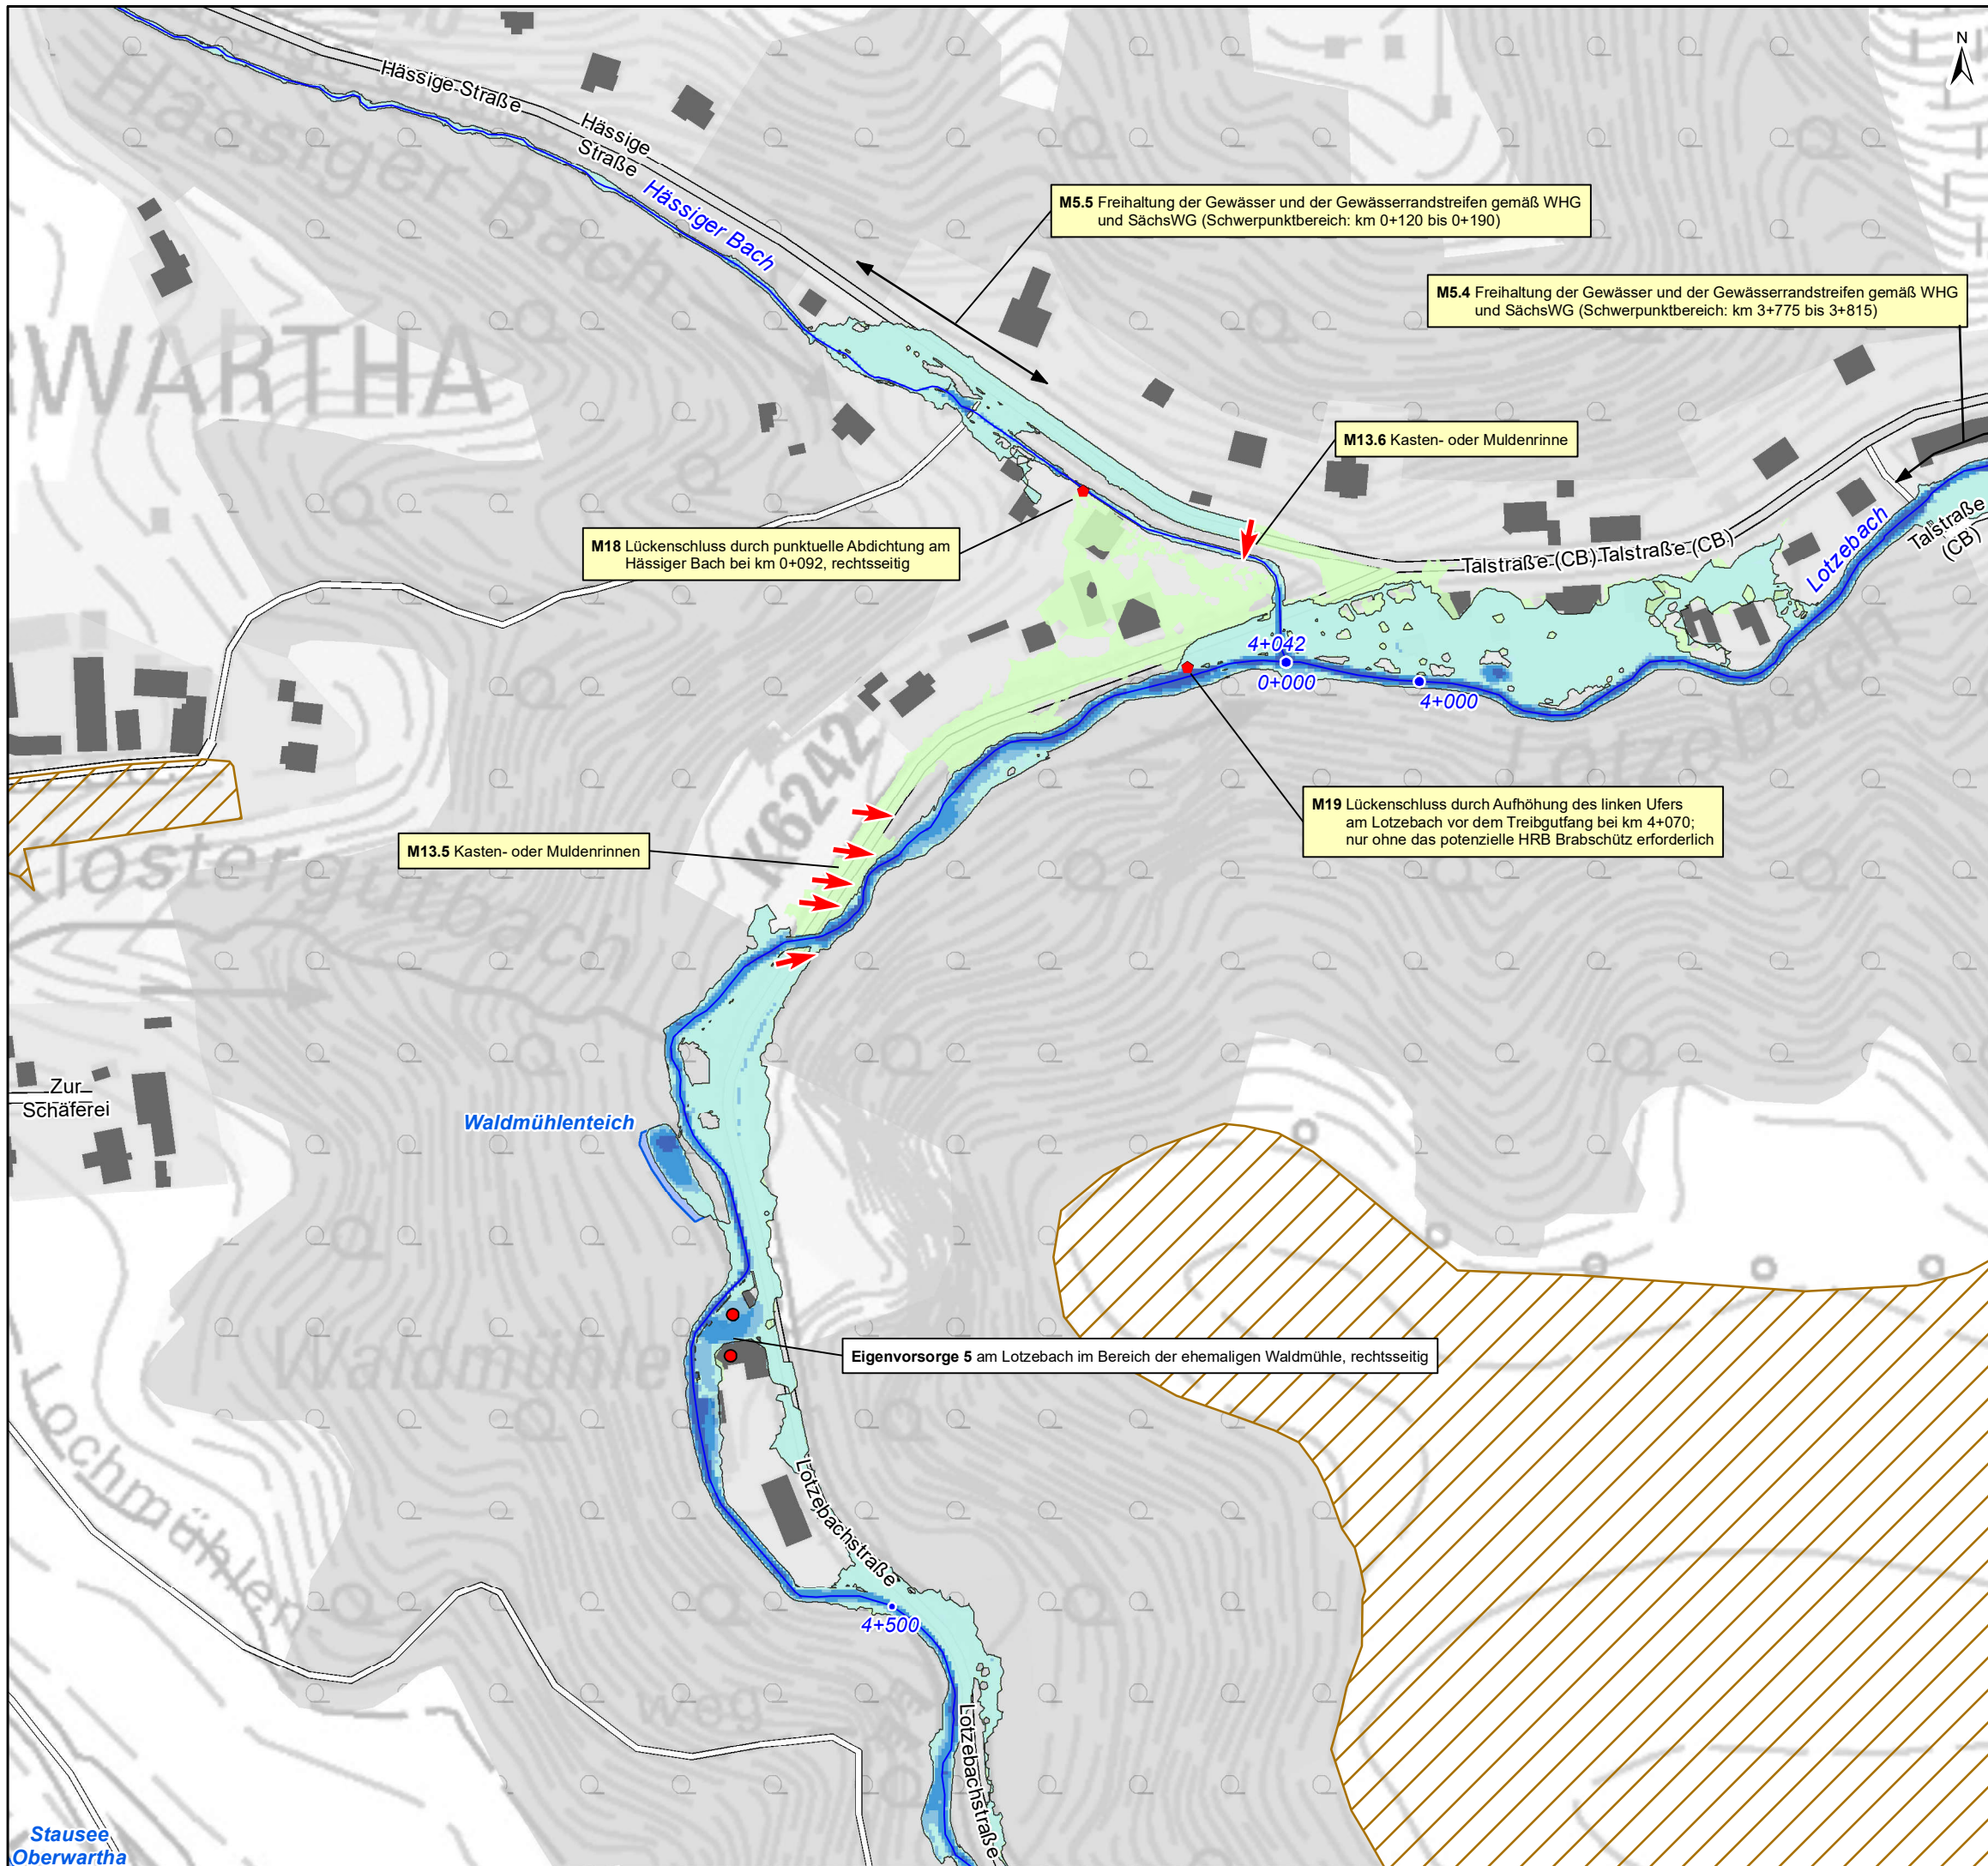 N
Hässige Straße
Hässige
Straße
Hässiger Bach
Hässiger Bach
M5.5 Freihaltung der Gewässer und der Gewässerrandstreifen gemäß WHG
und SächsWG (Schwerpunktbereich: km 0+120 bis 0+190)
M5.4 Freihaltung der Gewässer und der Gewässerrandstreifen gemäß WHG
und SächsWG (Schwerpunktbereich: km 3+775 bis 3+815)
WARTHA
M13.6 Kasten- oder Muldenrinne
M18 Lückenschluss durch punktuelle Abdichtung am
Hässiger Bach bei km 0+092, rechtsseitig
Talstraße (CB) Talstraße (CB)
Lotzebach
Talstraße
(CB)
4+042
0+000
4+000
K6242
M19 Lückenschluss durch Aufhöhung des linken Ufers
am Lotzebach vor dem Treibgutfang bei km 4+070;
nur ohne das potenzielle HRB Brabschütz erforderlich
M13.5 Kasten- oder Muldenrinnen
lostergutbach
Zur
Schäferei
Waldmühlenteich
Waldmühle
Eigenvorsorge 5 am Lotzebach im Bereich der ehemaligen Waldmühle, rechtsseitig
Lochmühlen
weg
Lotzebachstraße
4+500
Lotzebachstraße
Stausee
Oberwartha